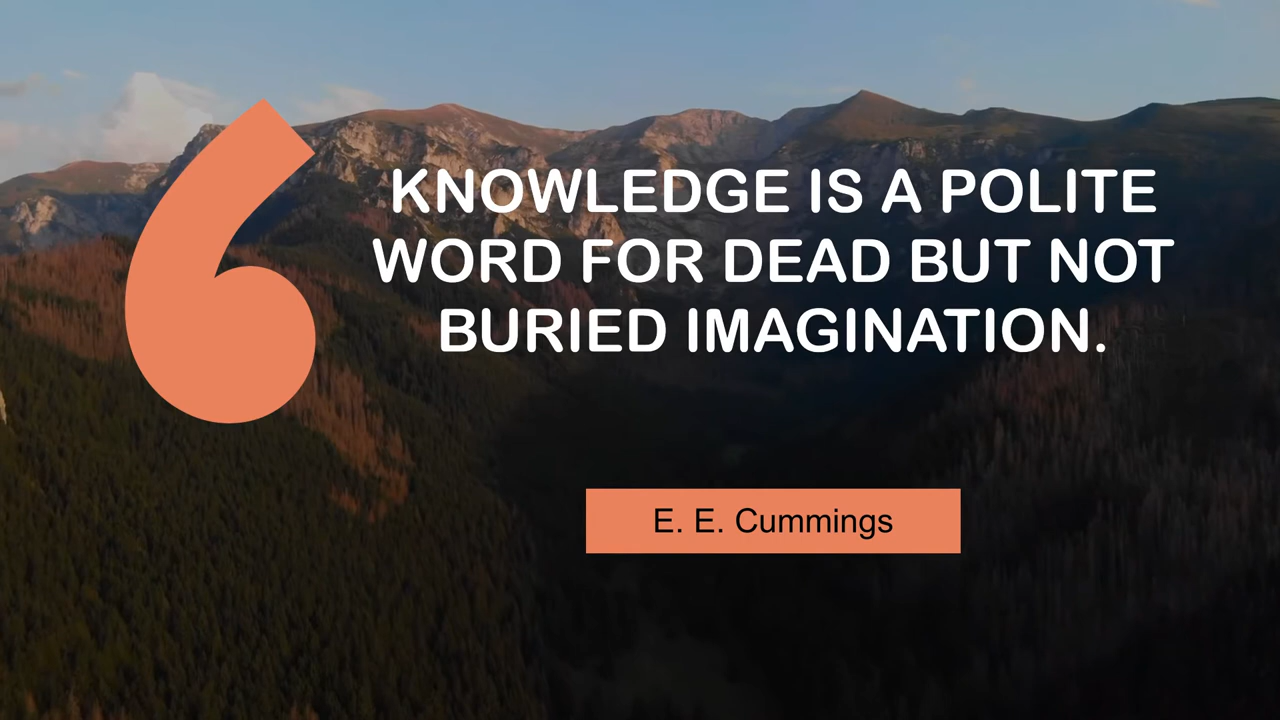 KNOWLEDGE IS A POLITE
WORD FOR DEAD BUT NOT
BURIED IMAGINATION.
E. E. Cummings